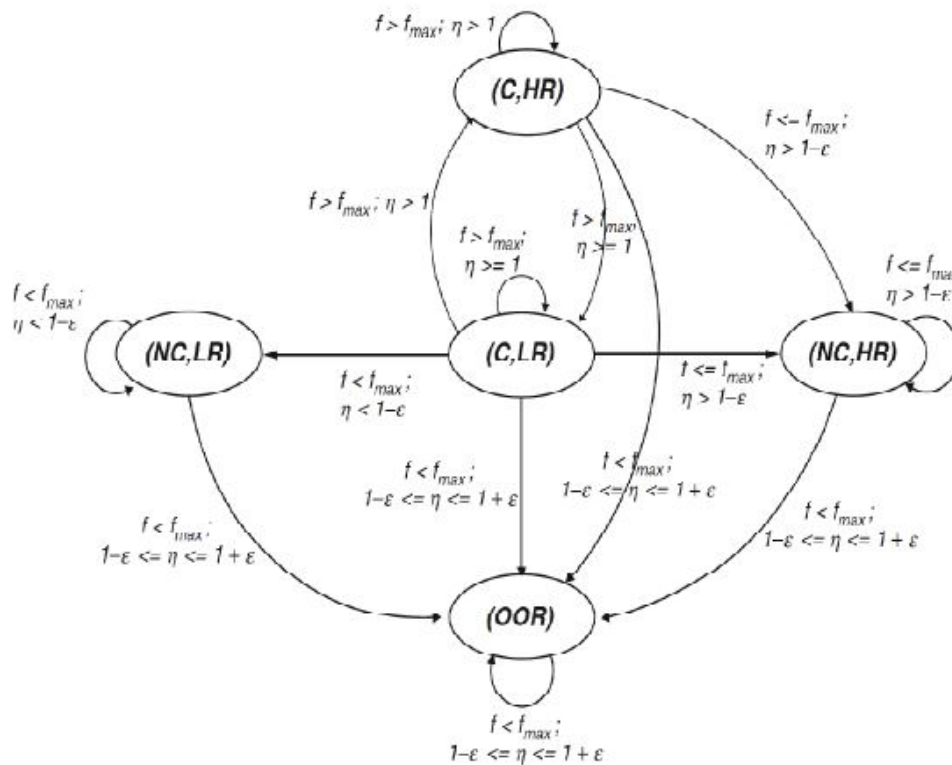 f > f_max; η > 1
(C,HR)
f <= f_max;
η > 1–ε
f > f_max; η > 1
f > f_max;
η >= 1
f > f_max;
η >= 1
f <= f_max;
η > 1–ε
f < f_max;
η < 1–ε
(NC,LR)
(C,LR)
(NC,HR)
f < f_max;
η < 1–ε
f <= f_max;
η > 1–ε
f < f_max;
1–ε <= η <= 1 + ε
f < f_max;
1–ε <= η <= 1 + ε
f < f_max;
1–ε <= η <= 1 + ε
f < f_max;
1–ε <= η <= 1 + ε
(OOR)
f < f_max;
1–ε <= η <= 1 + ε